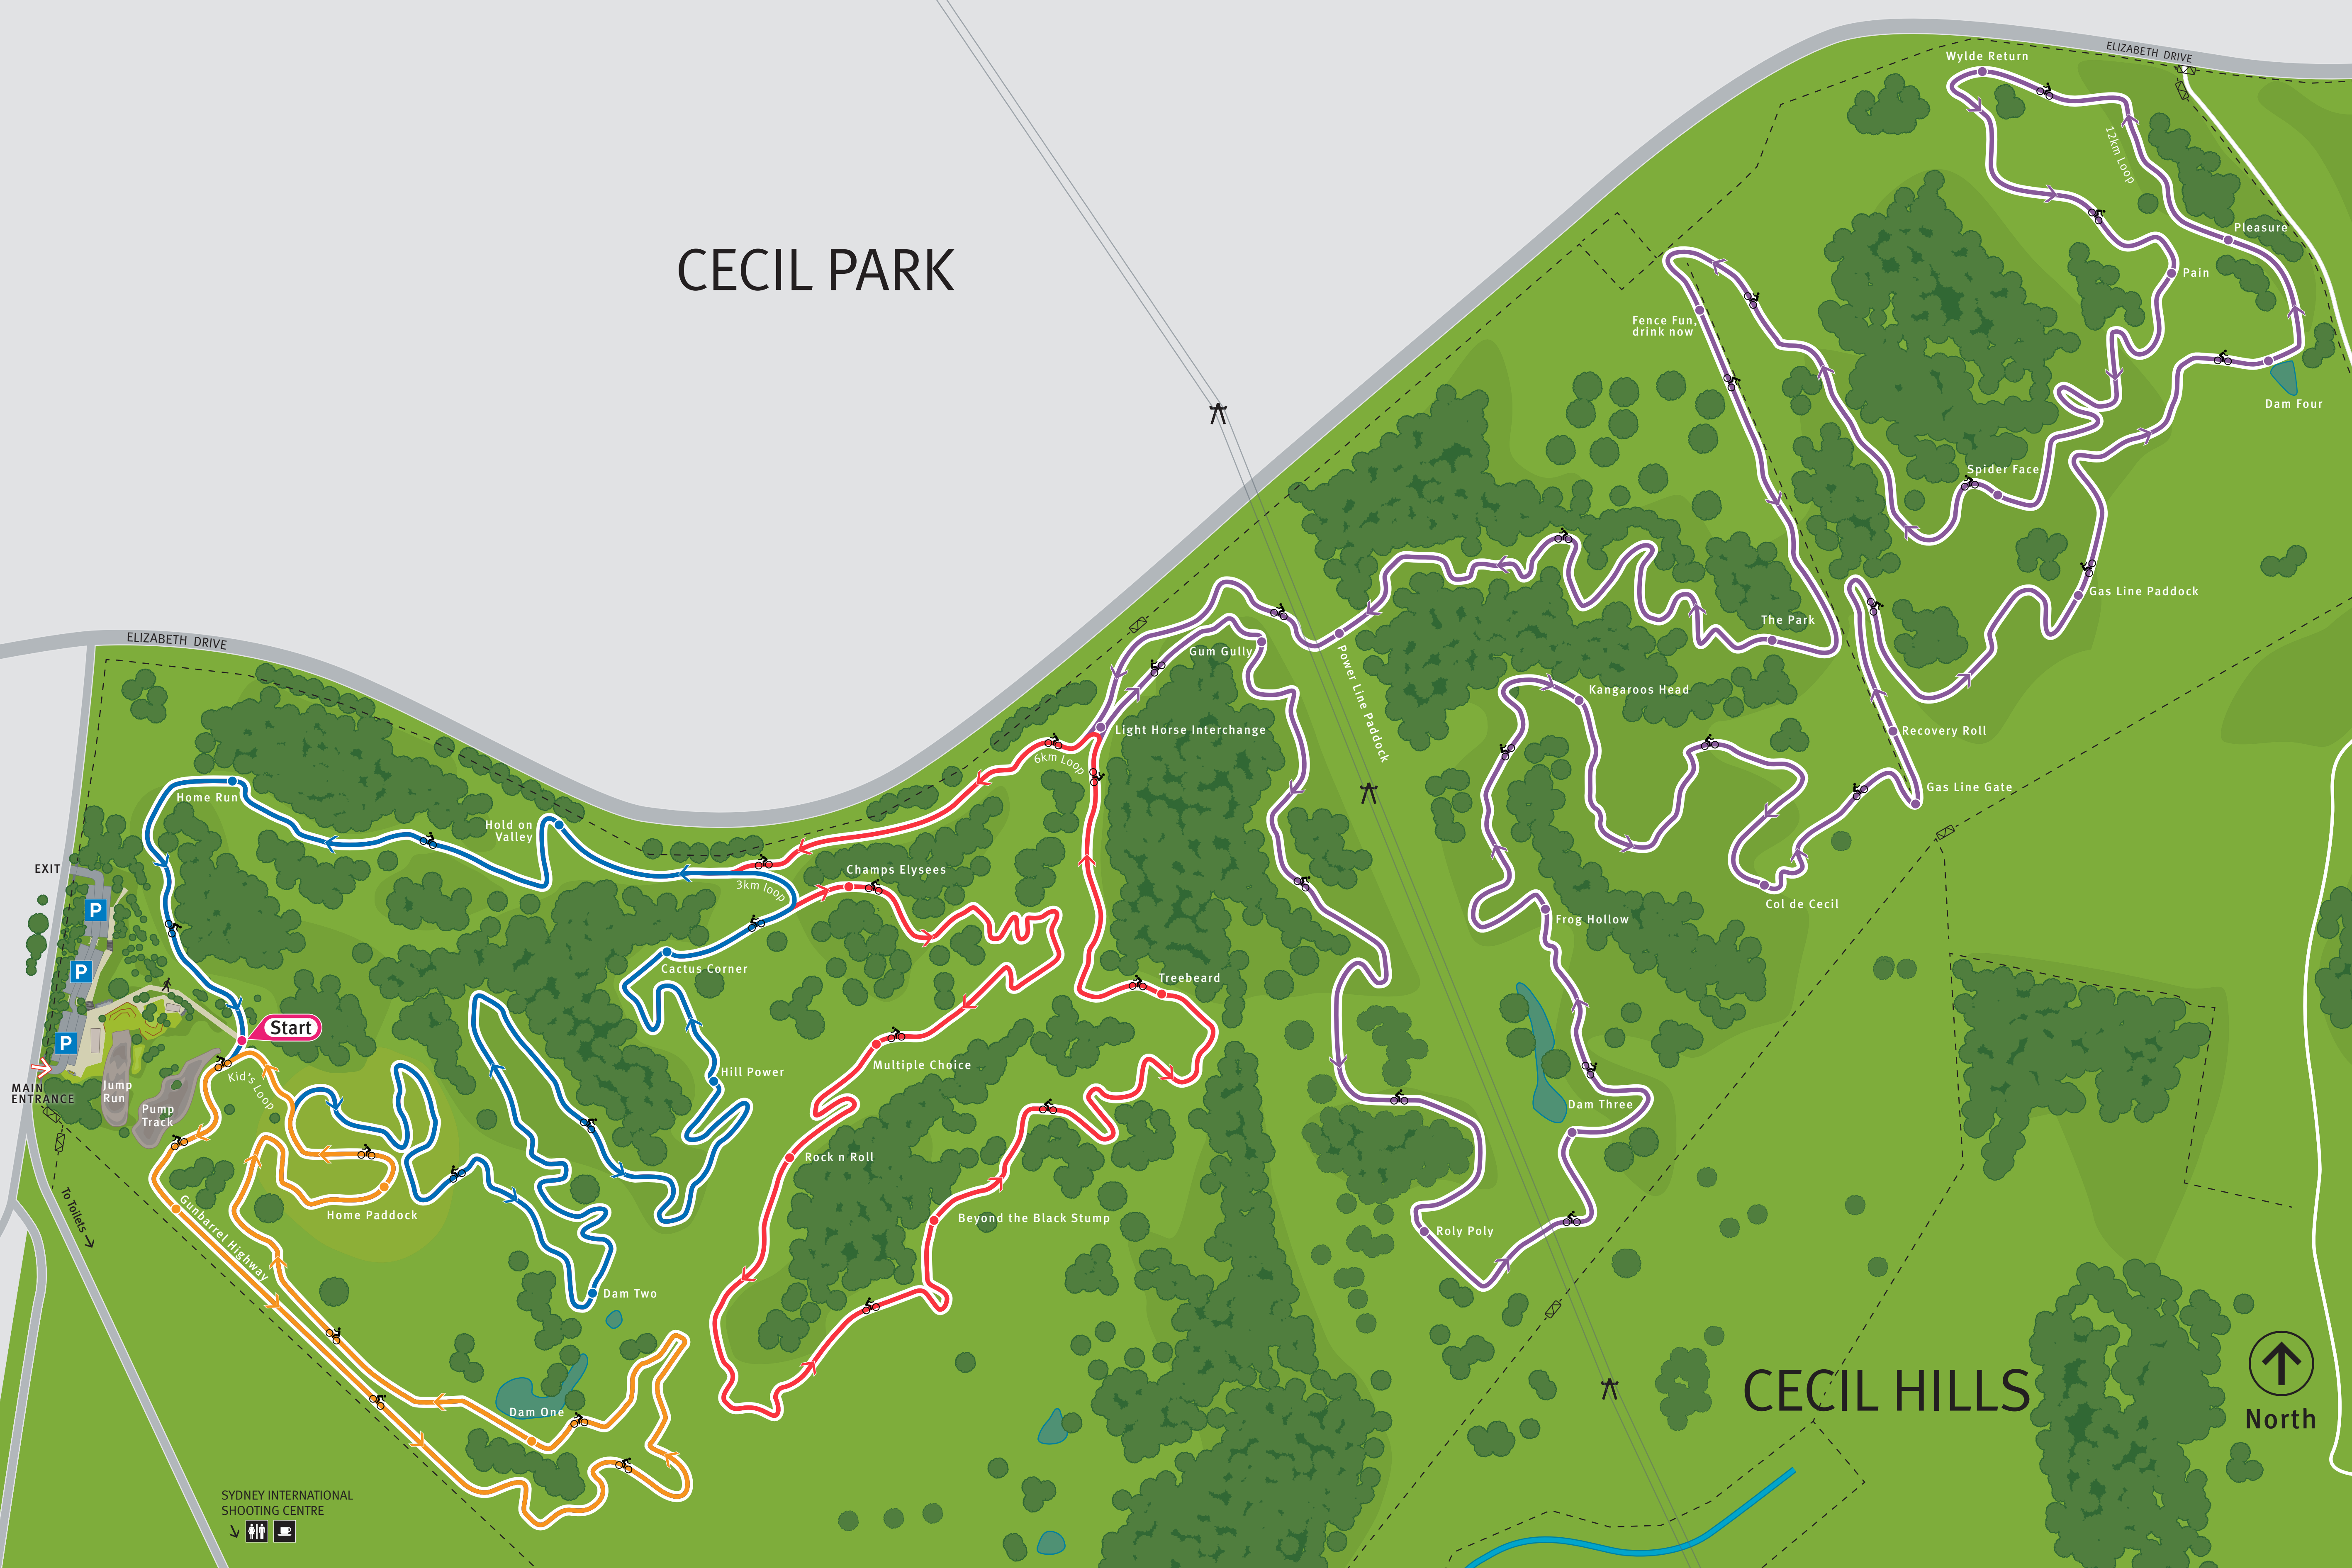 ELIZABETH DRIVE
Wylde Return
12km Loop
Pleasure
Pain
CECIL PARK
Fence Fun,
drink now
Dam Four
Spider Face
Gas Line Paddock
The Park
ELIZABETH DRIVE
Gum Gully
Power Line Paddock
Kangaroos Head
Light Horse Interchange
Recovery Roll
6km Loop
Gas Line Gate
Home Run
Hold on
Valley
EXIT
Champs Elysees
3km loop
Col de Cecil
Frog Hollow
P
Cactus Corner
P
Treebeard
Start
P
Multiple Choice
Hill Power
Kid's Loop
MAIN
ENTRANCE
Jump
Run
Pump
Track
Dam Three
Rock n Roll
Home Paddock
Beyond the Black Stump
Roly Poly
To Toilets
Gunbarrel Highway
Dam Two
CECIL HILLS
Dam One
North
SYDNEY INTERNATIONAL
SHOOTING CENTRE